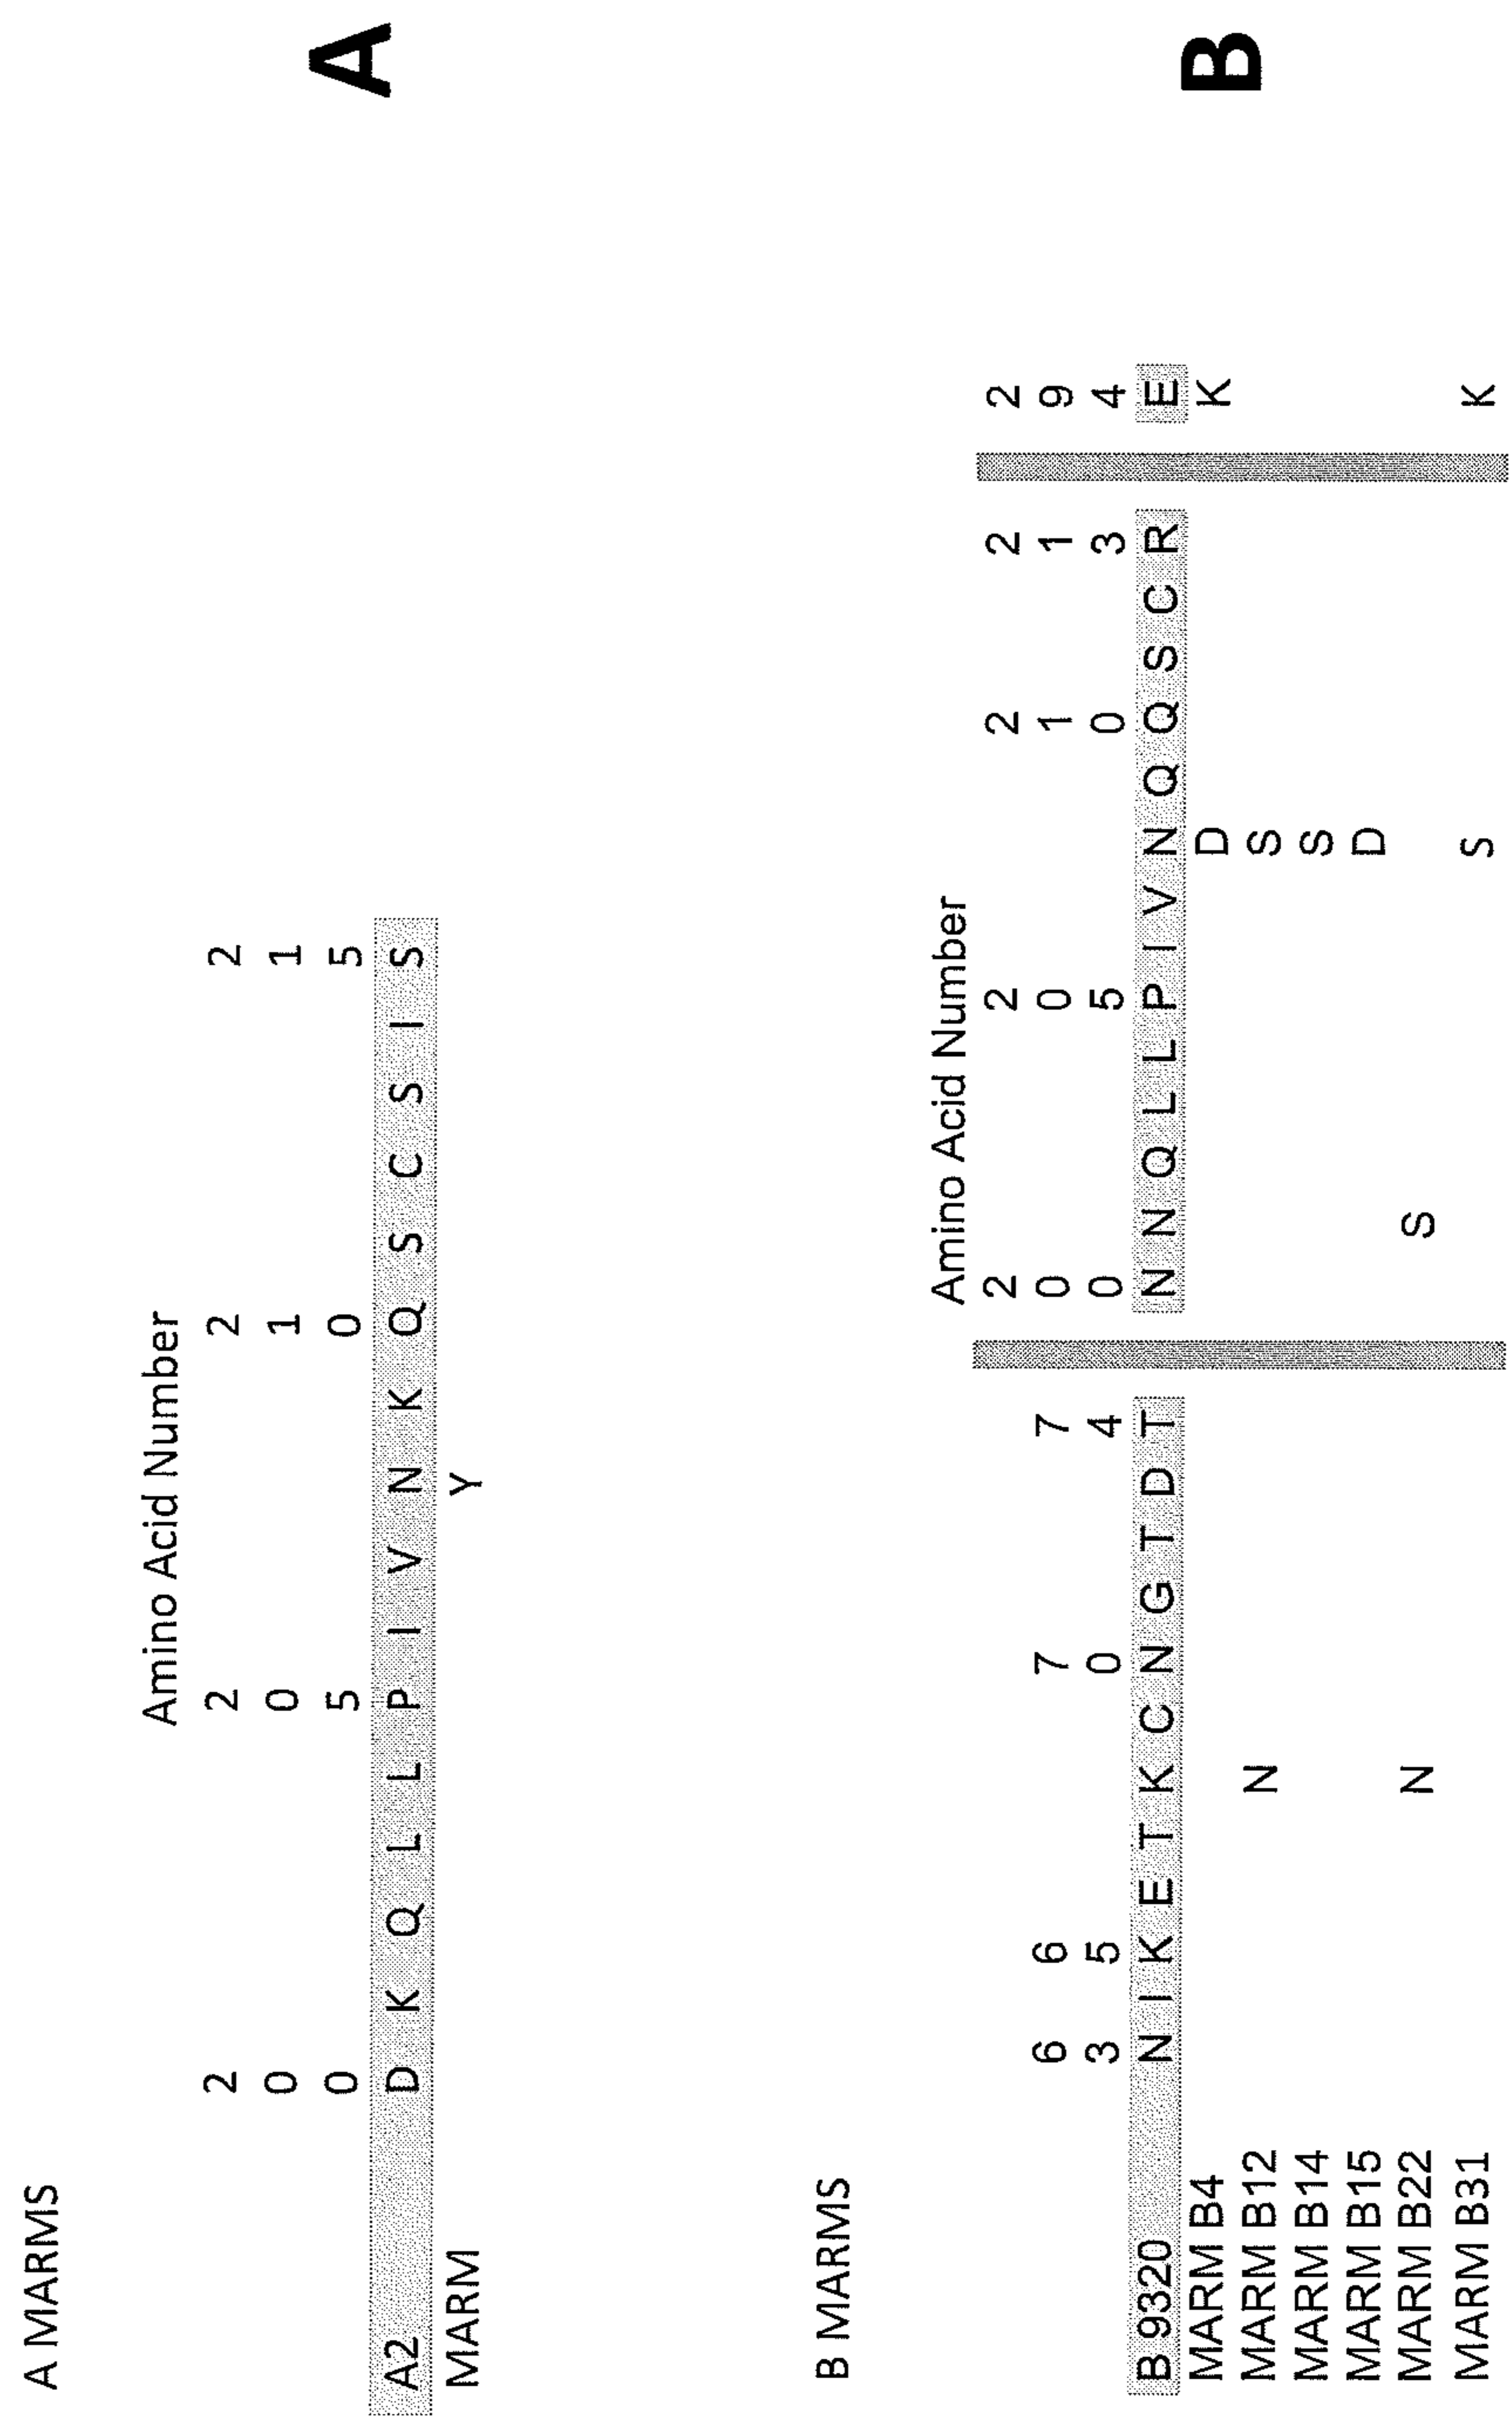 A MARMS
Amino Acid Number
2 2 2 2
0 0 1 1
0 5 0 5
A2 D K Q L L P I V N K Q S C S I S
MARM Y
A
B MARMS
Amino Acid Number
2 2 2 2 2
6 6 7 7 0 0 1 1 9
3 5 0 4 0 5 0 3 4
B 9320 N I K E T K C N G T D T N N Q L L P I V N Q Q S C R E
MARM B4 D K
MARM B12 N S
MARM B14 S
MARM B15 D
MARM B22 N S
MARM B31 S K
B